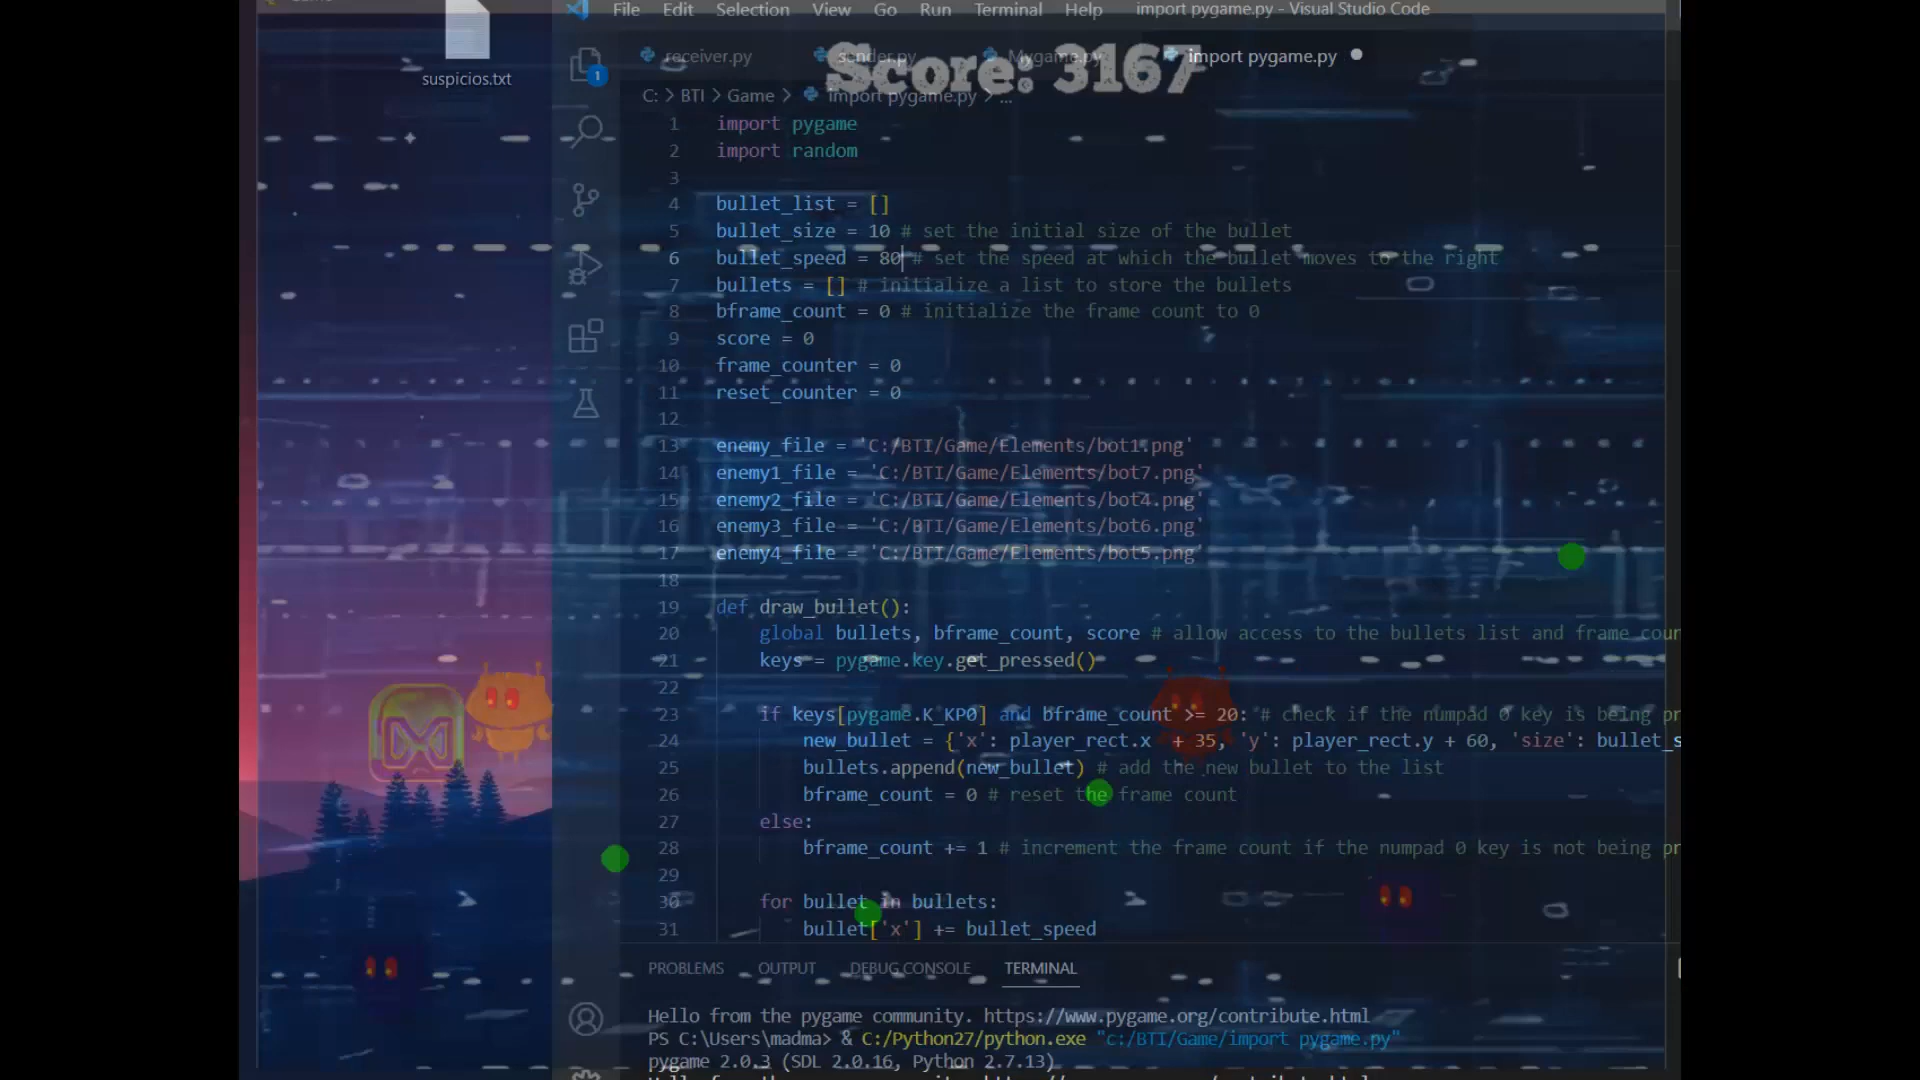 File Edit Selection View Go Run Terminal Help import pygame.py - Visual Studio Code
suspicios.txt
1
receiver.py sender.py Mygame.py import pygame.py
Score: 3167
C: > BTI > Game > import pygame.py > ...
1 import pygame
2 import random
3
4 bullet_list = []
5 bullet_size = 10 # set the initial size of the bullet
6 bullet_speed = 80 # set the speed at which the bullet moves to the right
7 bullets = [] # initialize a list to store the bullets
8 bframe_count = 0 # initialize the frame count to 0
9 score = 0
10 frame_counter = 0
11 reset_counter = 0
12
13 enemy_file = 'C:/BTI/Game/Elements/bot1.png'
14 enemy1_file = 'C:/BTI/Game/Elements/bot7.png'
15 enemy2_file = 'C:/BTI/Game/Elements/bot4.png'
16 enemy3_file = 'C:/BTI/Game/Elements/bot6.png'
17 enemy4_file = 'C:/BTI/Game/Elements/bot5.png'
18
19 def draw_bullet():
20 global bullets, bframe_count, score # allow access to the bullets list and frame cour
21 keys = pygame.key.get_pressed()
22
23 if keys[pygame.K_KP0] and bframe_count >= 20: # check if the numpad 0 key is being pr
24 new_bullet = {'x': player_rect.x + 35, 'y': player_rect.y + 60, 'size': bullet_s
25 bullets.append(new_bullet) # add the new bullet to the list
26 bframe_count = 0 # reset the frame count
27 else:
28 bframe_count += 1 # increment the frame count if the numpad 0 key is not being pr
29
30 for bullet in bullets:
31 bullet['x'] += bullet_speed
PROBLEMS OUTPUT DEBUG CONSOLE TERMINAL
Hello from the pygame community. https://www.pygame.org/contribute.html
PS C:\Users\madma> & C:/Python27/python.exe "c:/BTI/Game/import pygame.py"
pygame 2.0.3 (SDL 2.0.16, Python 2.7.13)